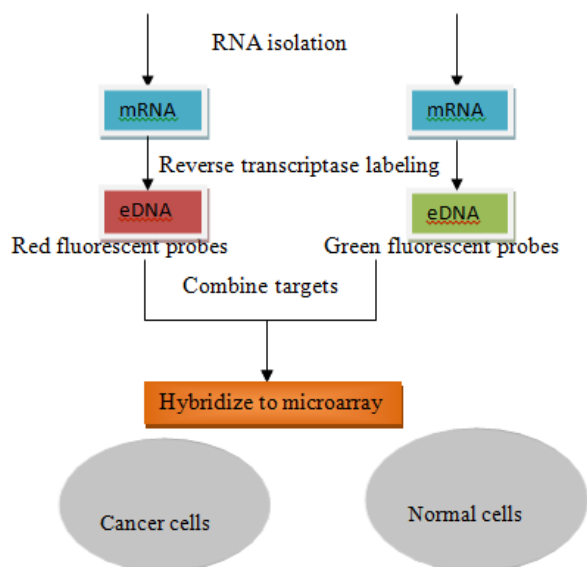 RNA isolation
mRNA mRNA
Reverse transcriptase labeling
eDNA eDNA
Red fluorescent probes Green fluorescent probes
Combine targets
Hybridize to microarray
Cancer cells Normal cells